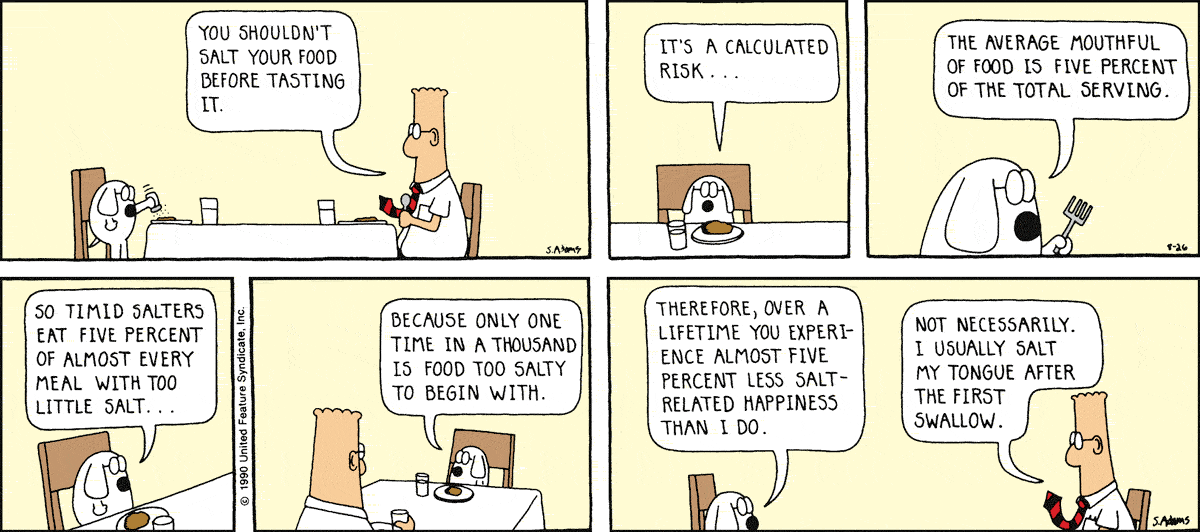 YOU SHOULDN'T
SALT YOUR FOOD
BEFORE TASTING
IT.
S.Adams
IT'S A CALCULATED
RISK...
THE AVERAGE MOUTHFUL
OF FOOD IS FIVE PERCENT
OF THE TOTAL SERVING.
8-26
SO TIMID SALTERS
EAT FIVE PERCENT
OF ALMOST EVERY
MEAL WITH TOO
LITTLE SALT...
© 1990 United Feature Syndicate, Inc.
BECAUSE ONLY ONE
TIME IN A THOUSAND
IS FOOD TOO SALTY
TO BEGIN WITH.
THEREFORE, OVER A
LIFETIME YOU EXPERI-
ENCE ALMOST FIVE
PERCENT LESS SALT-
RELATED HAPPINESS
THAN I DO.
NOT NECESSARILY.
I USUALLY SALT
MY TONGUE AFTER
THE FIRST
SWALLOW.
S.Adams